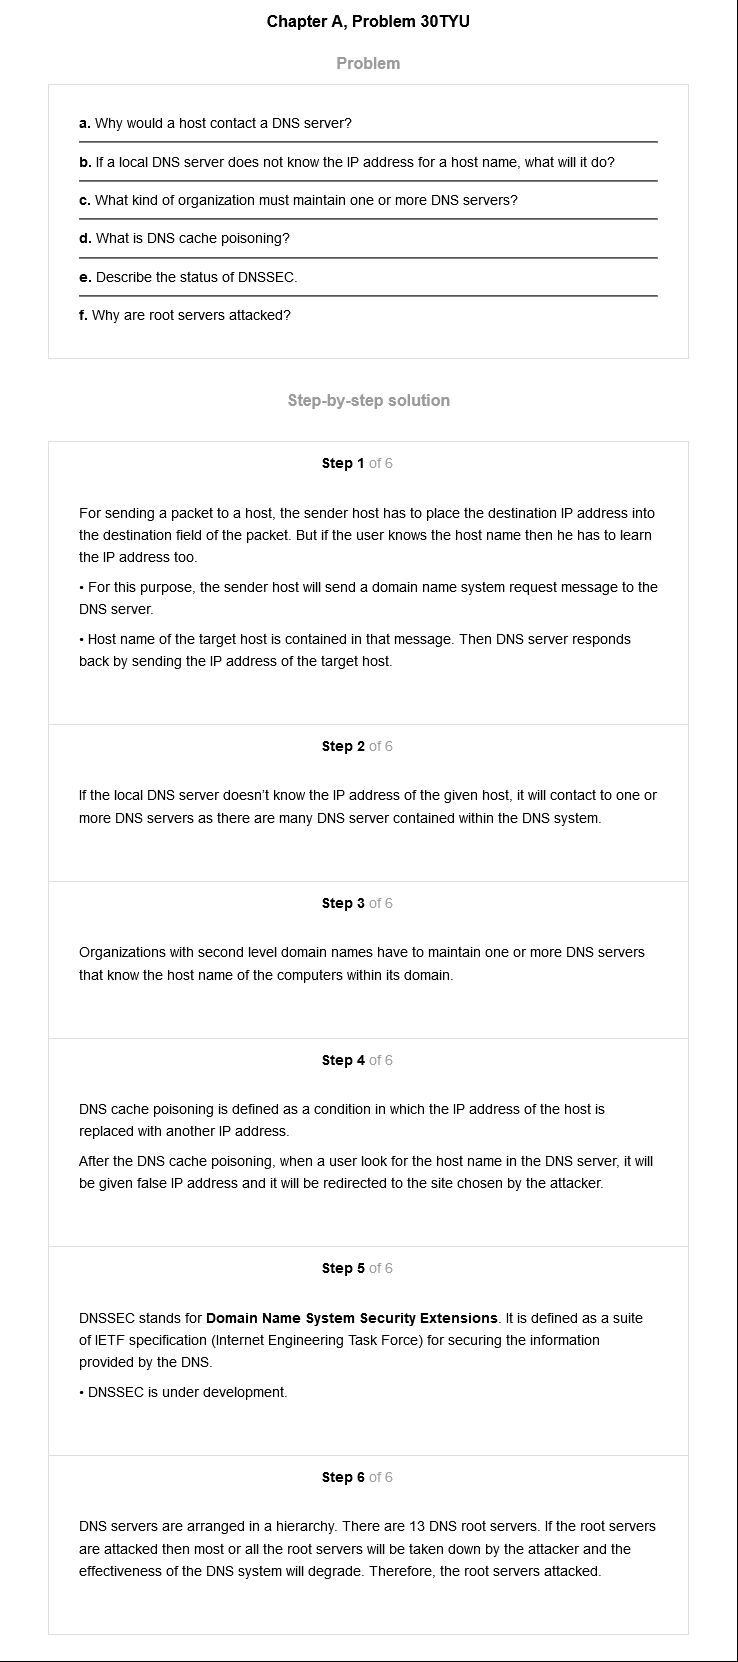 Chapter A, Problem 30TYU
Problem
a. Why would a host contact a DNS server?
b. If a local DNS server does not know the IP address for a host name, what will it do?
c. What kind of organization must maintain one or more DNS servers?
d. What is DNS cache poisoning?
e. Describe the status of DNSSEC.
f. Why are root servers attacked?
Step-by-step solution
Step 1 of 6
For sending a packet to a host, the sender host has to place the destination IP address into
the destination field of the packet. But if the user knows the host name then he has to learn
the IP address too.
• For this purpose, the sender host will send a domain name system request message to the
DNS server.
• Host name of the target host is contained in that message. Then DNS server responds
back by sending the IP address of the target host.
Step 2 of 6
If the local DNS server doesn't know the IP address of the given host, it will contact to one or
more DNS servers as there are many DNS server contained within the DNS system.
Step 3 of 6
Organizations with second level domain names have to maintain one or more DNS servers
that know the host name of the computers within its domain.
Step 4 of 6
DNS cache poisoning is defined as a condition in which the IP address of the host is
replaced with another IP address.
After the DNS cache poisoning, when a user look for the host name in the DNS server, it will
be given false IP address and it will be redirected to the site chosen by the attacker.
Step 5 of 6
DNSSEC stands for Domain Name System Security Extensions. It is defined as a suite
of IETF specification (Internet Engineering Task Force) for securing the information
provided by the DNS.
• DNSSEC is under development.
Step 6 of 6
DNS servers are arranged in a hierarchy. There are 13 DNS root servers. If the root servers
are attacked then most or all the root servers will be taken down by the attacker and the
effectiveness of the DNS system will degrade. Therefore, the root servers attacked.